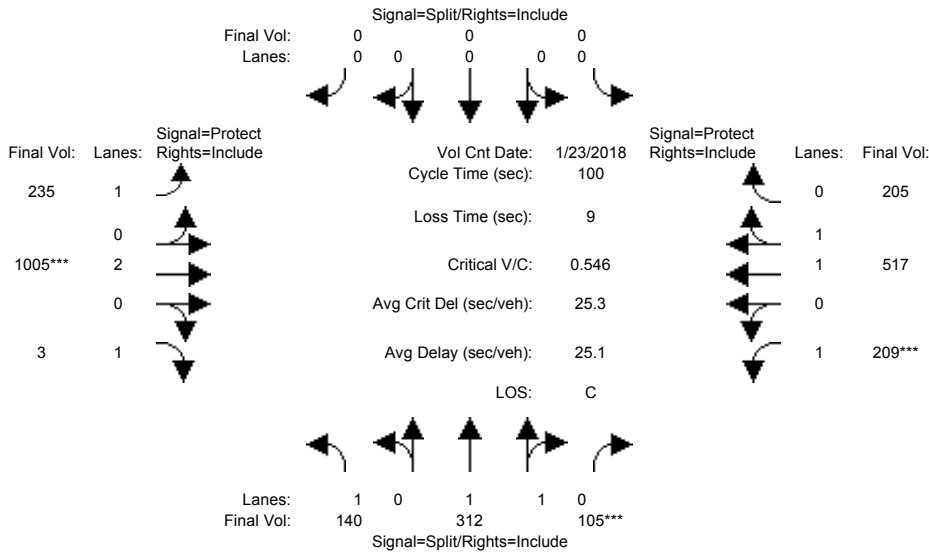 Signal=Split/Rights=Include
Final Vol: 0 0 0
Lanes: 0 0 0 0 0
Signal=Protect Signal=Protect
Final Vol: Lanes: Rights=Include Vol Cnt Date: 1/23/2018 Rights=Include Lanes: Final Vol:
Cycle Time (sec): 100
235 1 0 205
Loss Time (sec): 9
0 1
1005*** 2 Critical V/C: 0.546 1 517
0 Avg Crit Del (sec/veh): 25.3 0
3 1 Avg Delay (sec/veh): 25.1 1 209***
LOS: C
Lanes: 1 0 1 1 0
Final Vol: 140 312 105***
Signal=Split/Rights=Include